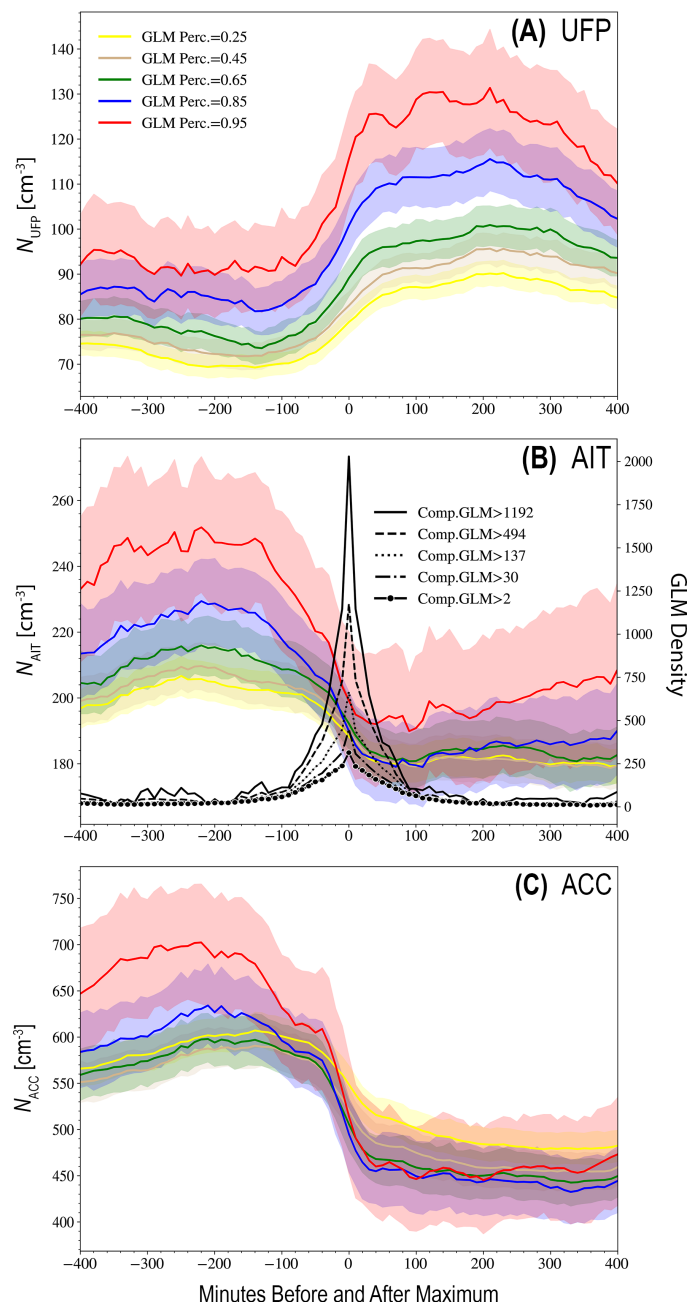 (A) UFP
GLM Perc.=0.25
GLM Perc.=0.45
GLM Perc.=0.65
GLM Perc.=0.85
GLM Perc.=0.95
140
130
120
110
100
90
80
70
N_UFP [cm⁻³]
−400 −300 −200 −100 0 100 200 300 400
(B) AIT
Comp.GLM>1192
Comp.GLM>494
Comp.GLM>137
Comp.GLM>30
Comp.GLM>2
260
240
220
200
180
N_AIT [cm⁻³]
2000
1750
1500
1250
1000
750
500
250
0
GLM Density
−400 −300 −200 −100 0 100 200 300 400
(C) ACC
750
700
650
600
550
500
450
400
N_ACC [cm⁻³]
−400 −300 −200 −100 0 100 200 300 400
Minutes Before and After Maximum